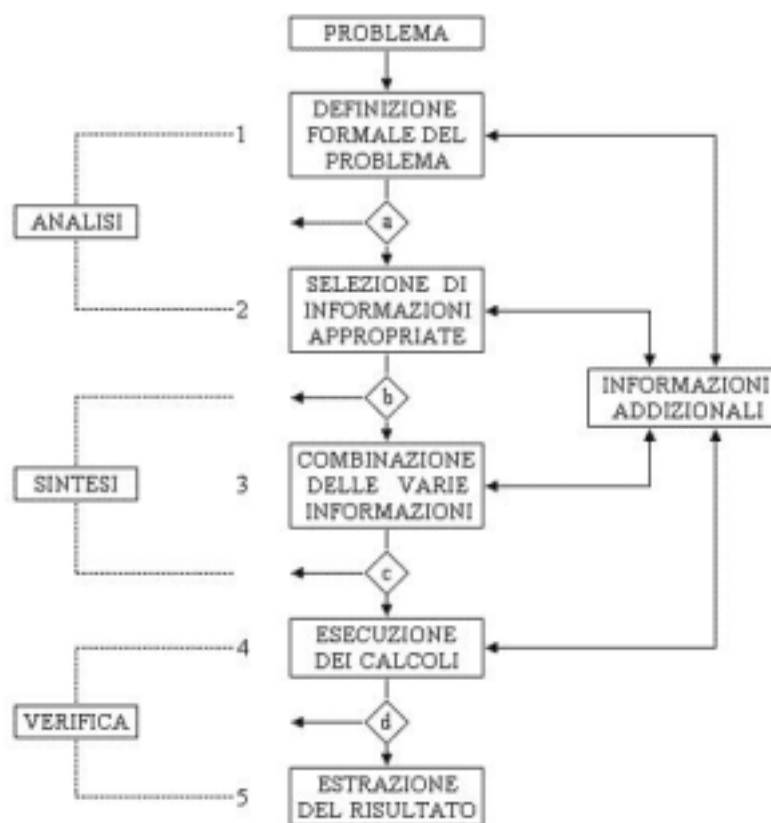 PROBLEMA
DEFINIZIONE
FORMALE DEL
PROBLEMA
1
ANALISI
a
SELEZIONE DI
INFORMAZIONI
APPROPRIATE
2
INFORMAZIONI
ADDIZIONALI
b
COMBINAZIONE
DELLE VARIE
INFORMAZIONI
SINTESI
3
c
ESECUZIONE
DEI CALCOLI
4
VERIFICA
d
ESTRAZIONE
DEL RISULTATO
5